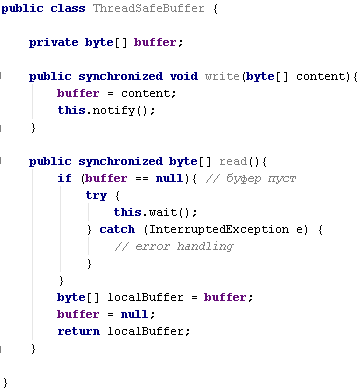 public class ThreadSafeBuffer {
private byte[] buffer;
public synchronized void write(byte[] content){
buffer = content;
this.notify();
}
public synchronized byte[] read(){
if (buffer == null){ // буфер пуст
try {
this.wait();
} catch (InterruptedException e) {
// error handling
}
}
byte[] localBuffer = buffer;
buffer = null;
return localBuffer;
}
}